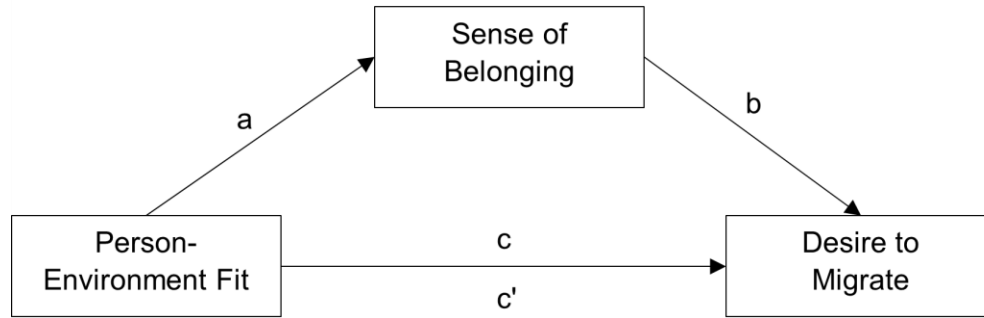 Sense of
Belonging
a
b
Person-
Environment Fit
c
c'
Desire to
Migrate